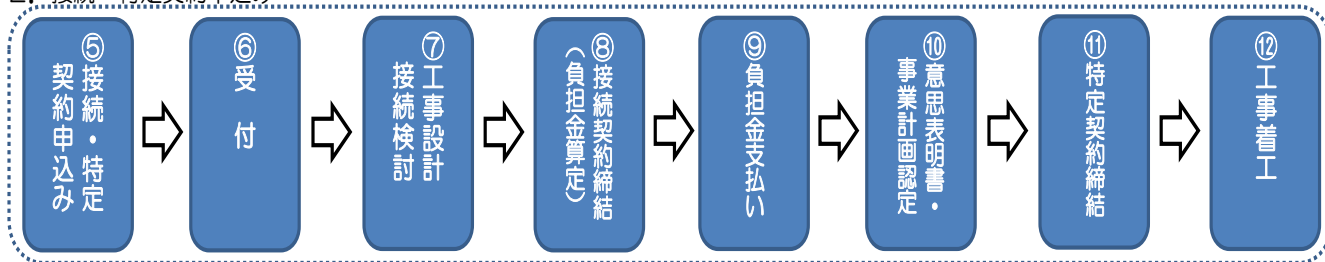 ⑤接続・特定
契約申込み
⑥受　付
⑦工事設計
接続検討
⑧接続契約締結
（負担金算定）
⑨負担金支払い
⑩意思表明書・
事業計画認定
⑪特定契約締結
⑫工事着工